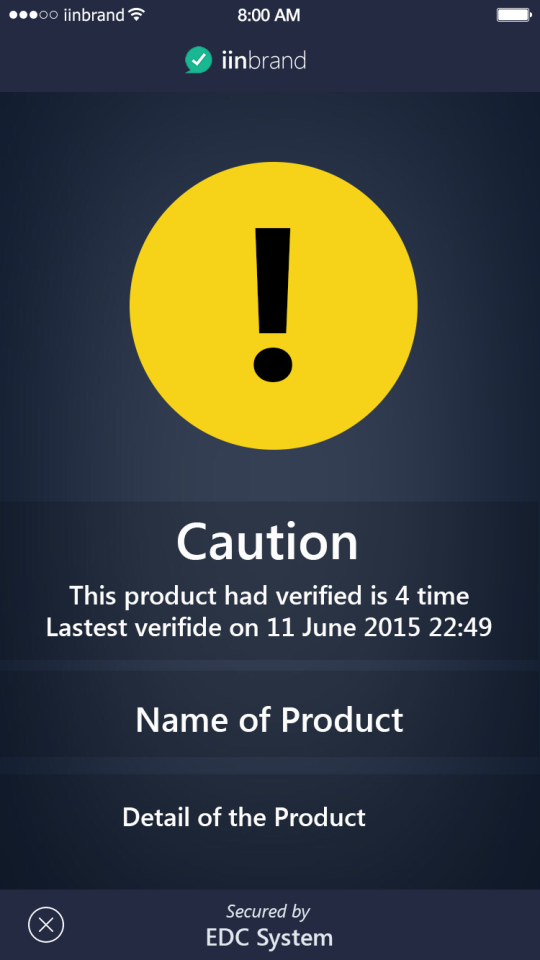 iinbrand 8:00 AM
iinbrand
!
Caution
This product had verified is 4 time
Lastest verifide on 11 June 2015 22:49
Name of Product
Detail of the Product
Secured by
EDC System